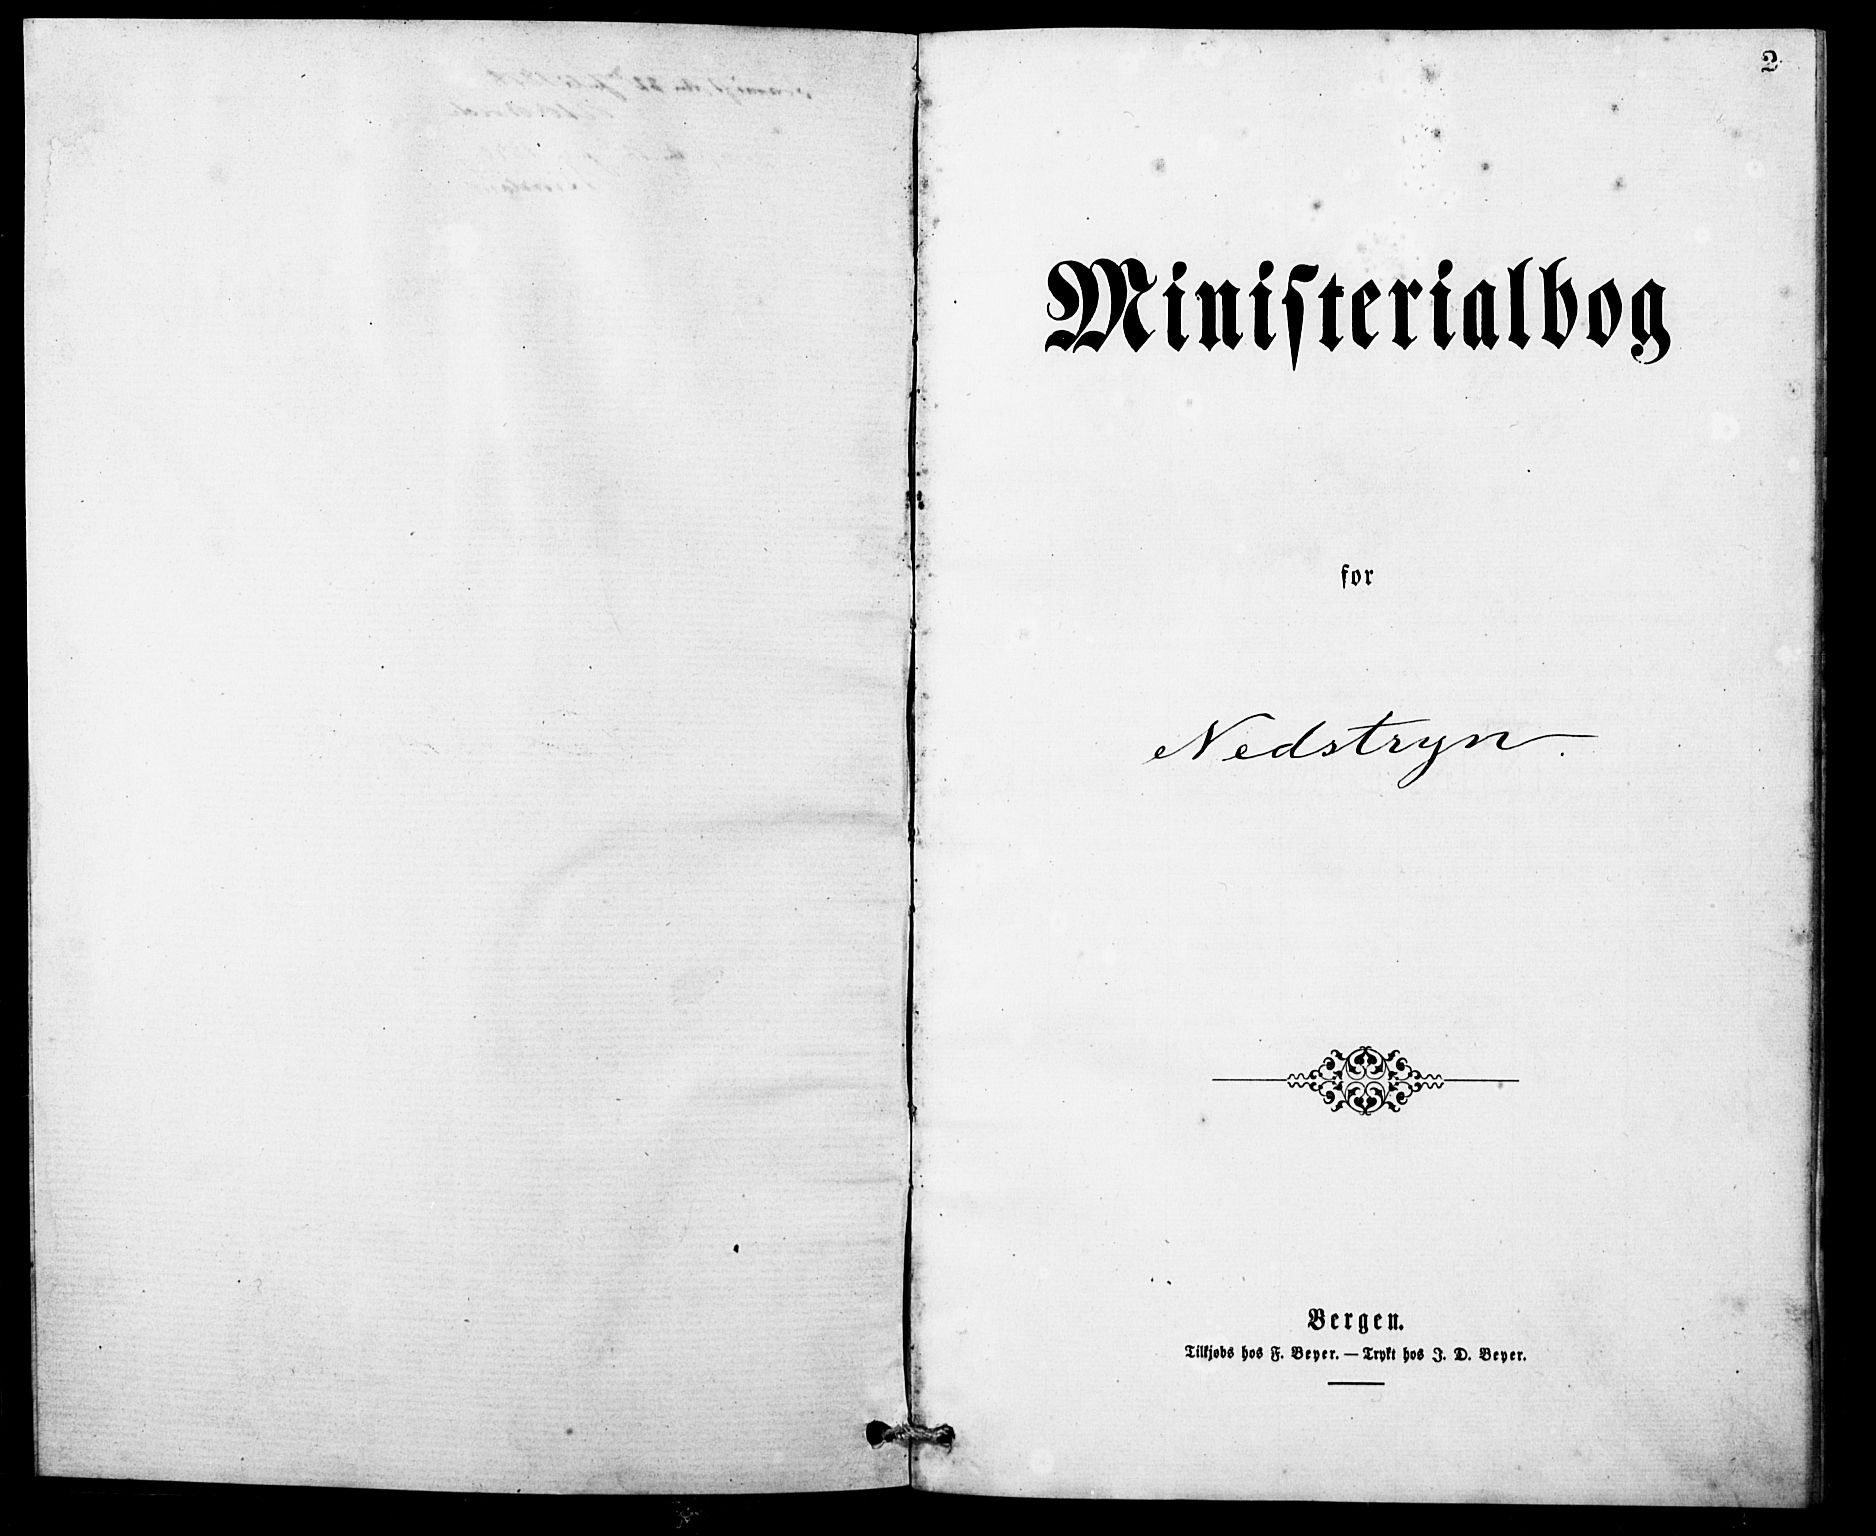 2
Ministerialbog
for
Nedstryn.
Bergen.
Tilkjøbs hos F. Beyer. — Trykt hos J. D. Beyer.